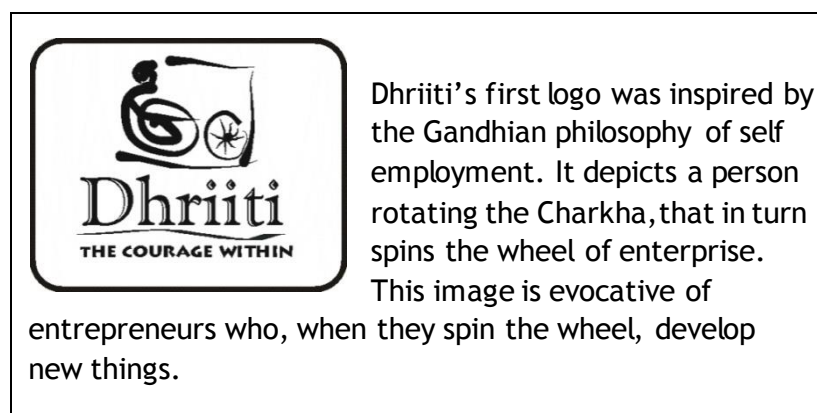 Dhriiti
THE COURAGE WITHIN
Dhriiti's first logo was inspired by
the Gandhian philosophy of self
employment. It depicts a person
rotating the Charkha, that in turn
spins the wheel of enterprise.
This image is evocative of
entrepreneurs who, when they spin the wheel, develop
new things.